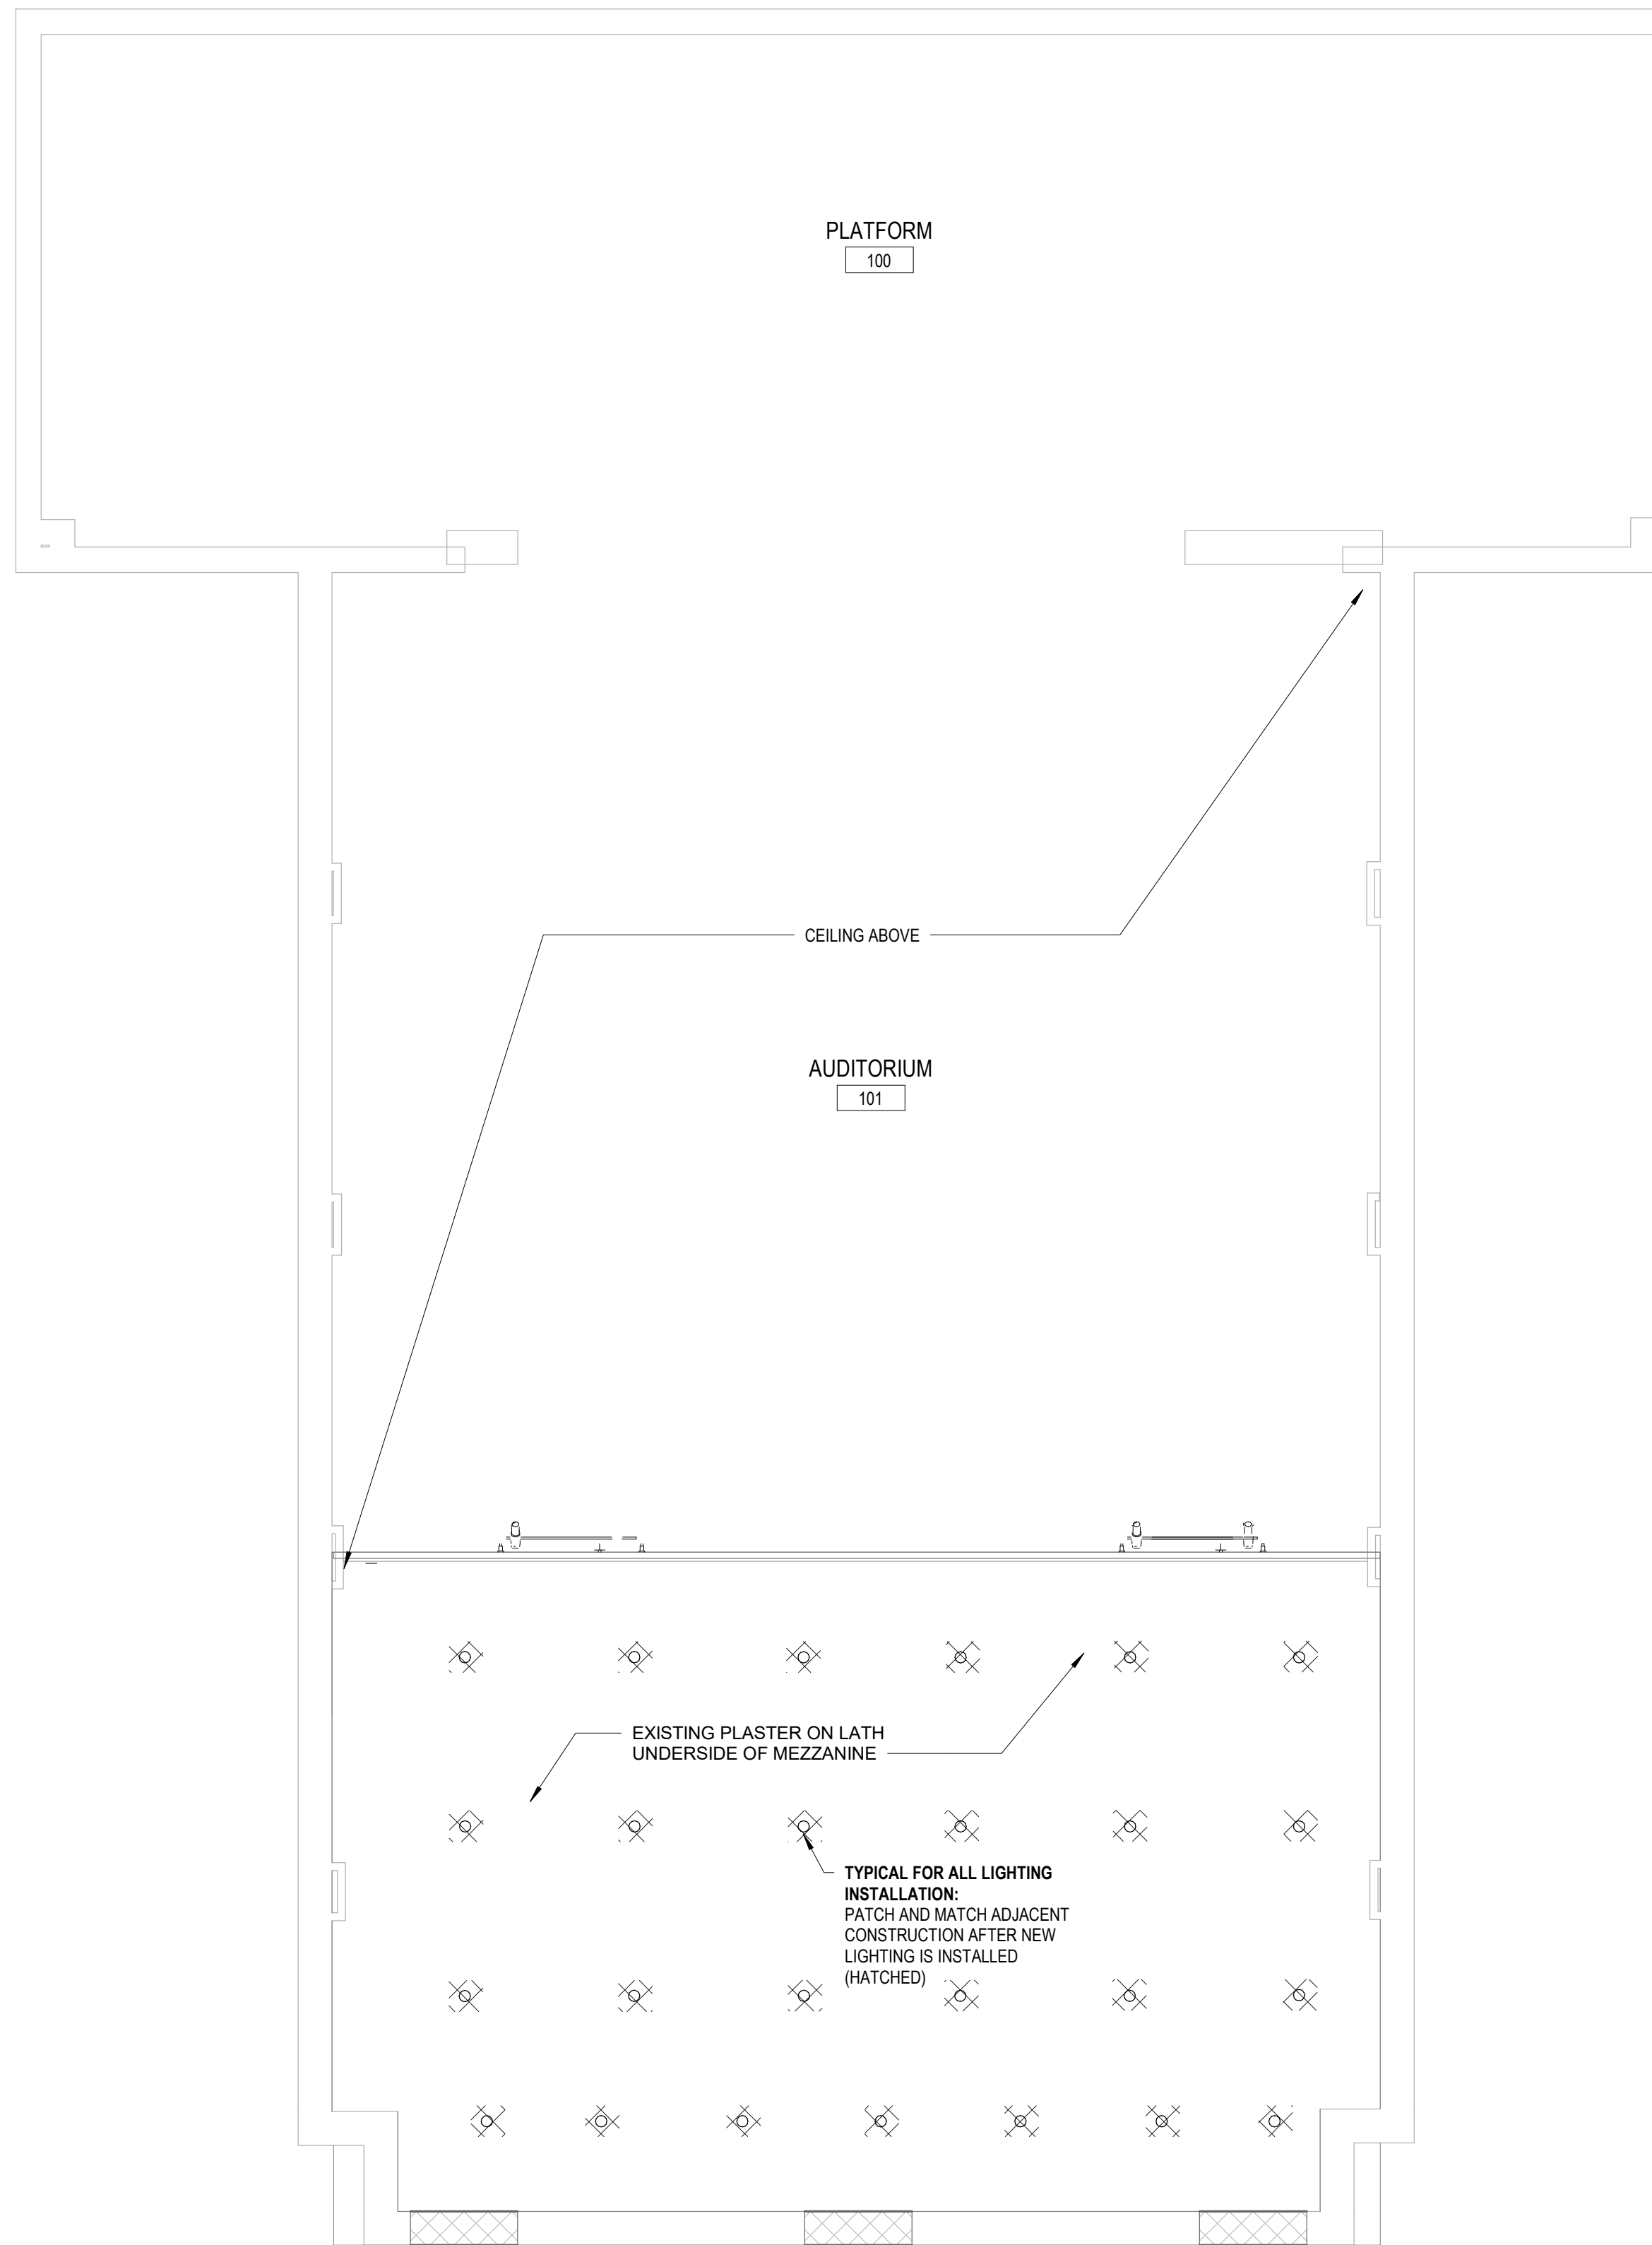 PLATFORM
100
CEILING ABOVE
AUDITORIUM
101
EXISTING PLASTER ON LATH
UNDERSIDE OF MEZZANINE
TYPICAL FOR ALL LIGHTING
INSTALLATION:
PATCH AND MATCH ADJACENT
CONSTRUCTION AFTER NEW
LIGHTING IS INSTALLED
(HATCHED)